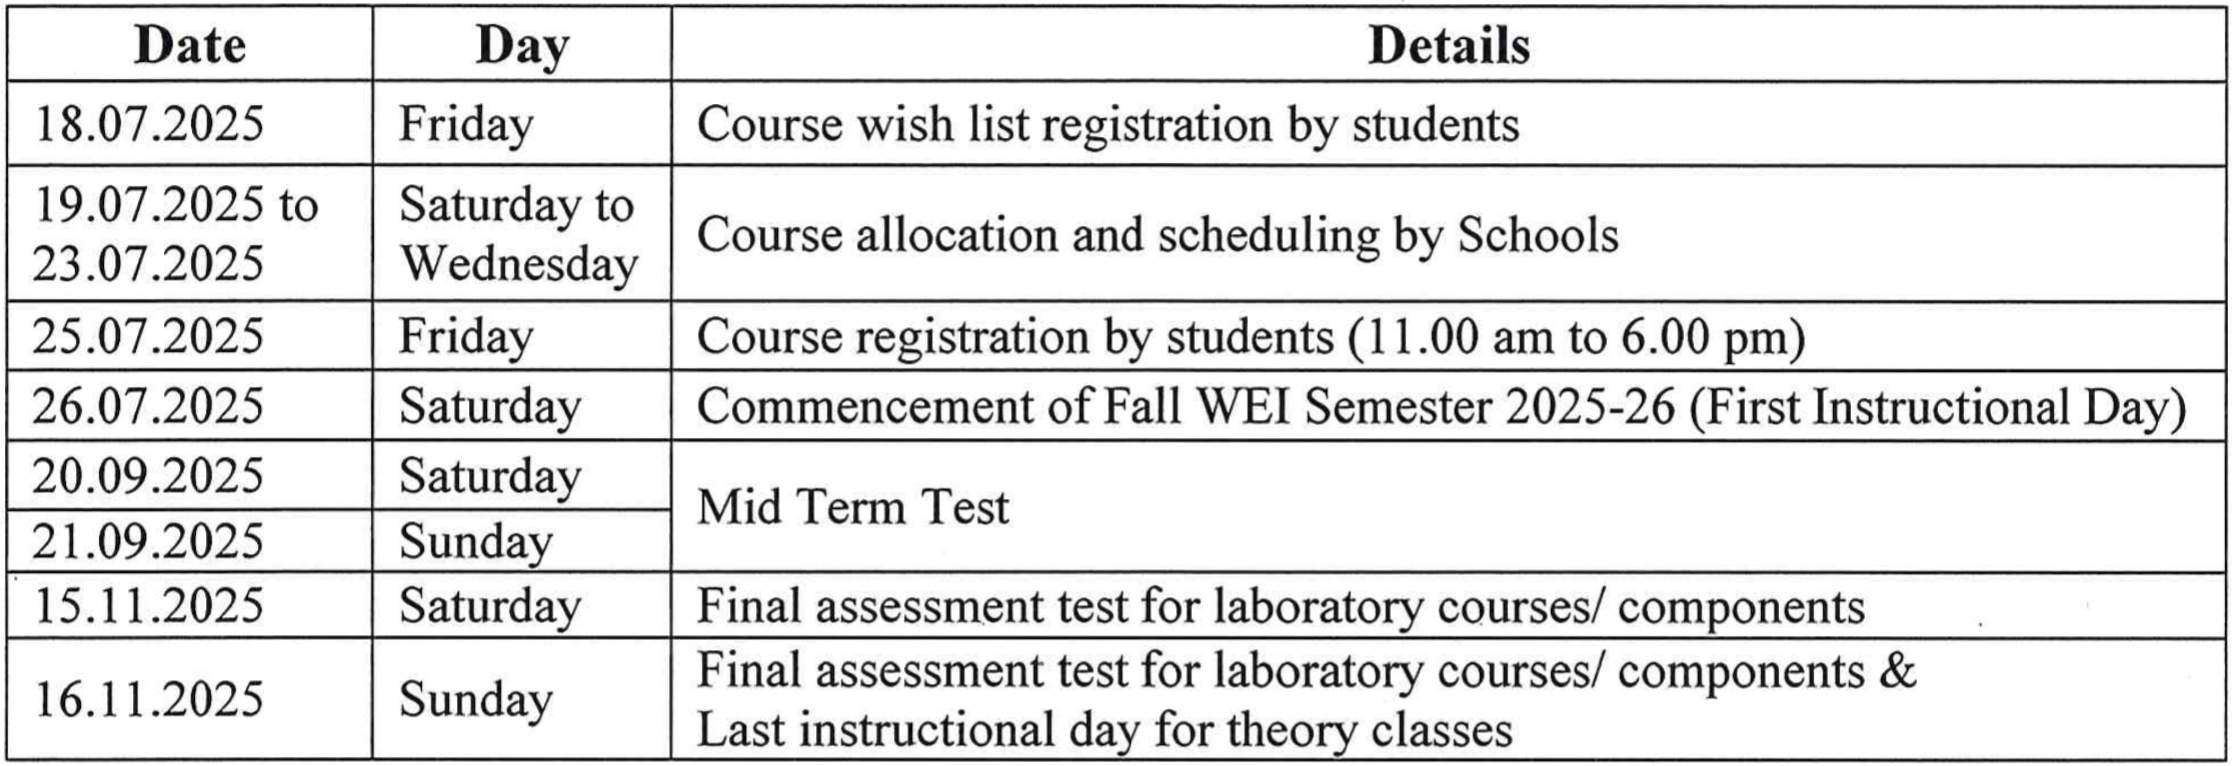 Date Day Details
18.07.2025 Friday Course wish list registration by students
19.07.2025 to Saturday to
23.07.2025 Wednesday
Course allocation and scheduling by Schools
25.07.2025 Friday Course registration by students (11.00 am to 6.00 pm)
26.07.2025 Saturday Commencement of Fall WEI Semester 2025-26 (First Instructional Day)
20.09.2025 Saturday
21.09.2025 Sunday
Mid Term Test
15.11.2025 Saturday Final assessment test for laboratory courses/ components
16.11.2025 Sunday
Final assessment test for laboratory courses/ components &
Last instructional day for theory classes